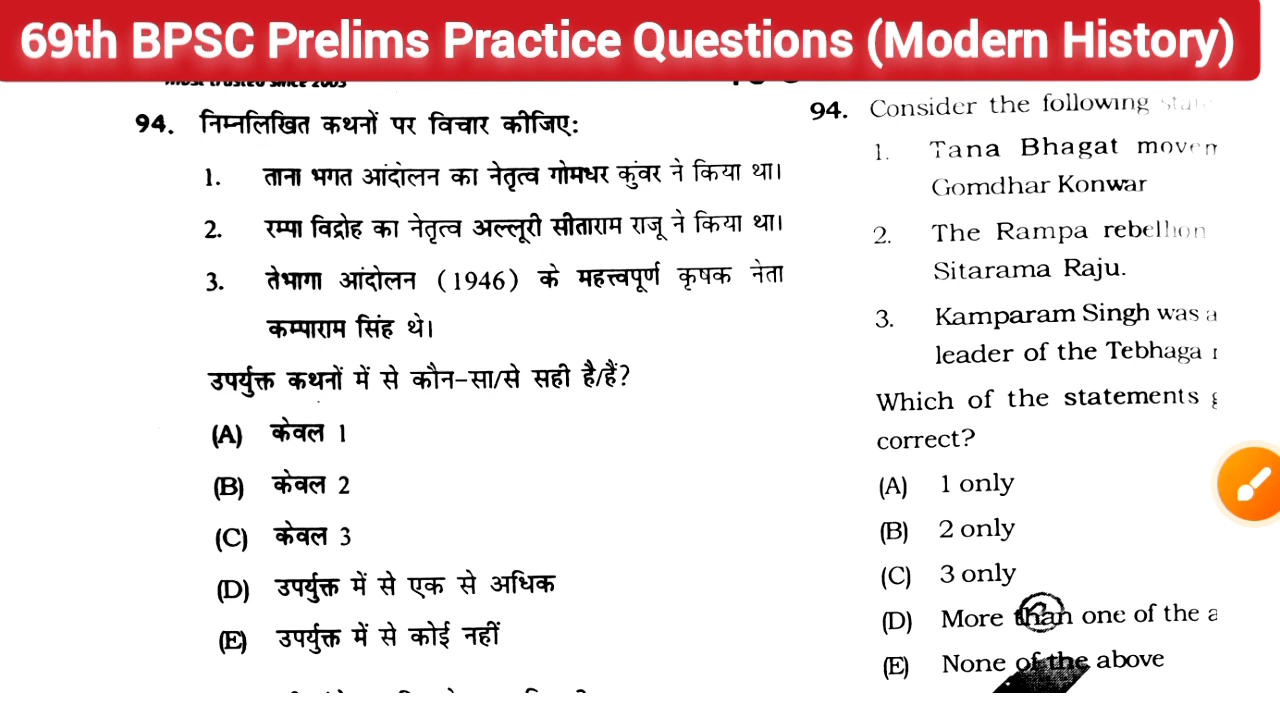 69th BPSC Prelims Practice Questions (Modern History)
most trusted since 2003
94. निम्नलिखित कथनों पर विचार कीजिए:
1. ताना भगत आंदोलन का नेतृत्व गोमधर कुंवर ने किया था।
2. रम्पा विद्रोह का नेतृत्व अल्लूरी सीताराम राजू ने किया था।
3. तेभागा आंदोलन (1946) के महत्त्वपूर्ण कृषक नेता
कम्पाराम सिंह थे।
उपर्युक्त कथनों में से कौन-सा/से सही है/हैं?
(A) केवल 1
(B) केवल 2
(C) केवल 3
(D) उपर्युक्त में से एक से अधिक
(E) उपर्युक्त में से कोई नहीं
94. Consider the following
1. Tana Bhagat
Gomdhar Konwar
2. The Rampa rebellion
Sitarama Raju.
3. Kamparam Singh was a
leader of the Tebhaga
Which of the statements
correct?
(A) 1 only
(B) 2 only
(C) 3 only
(D) More than one of the
(E) None of the above